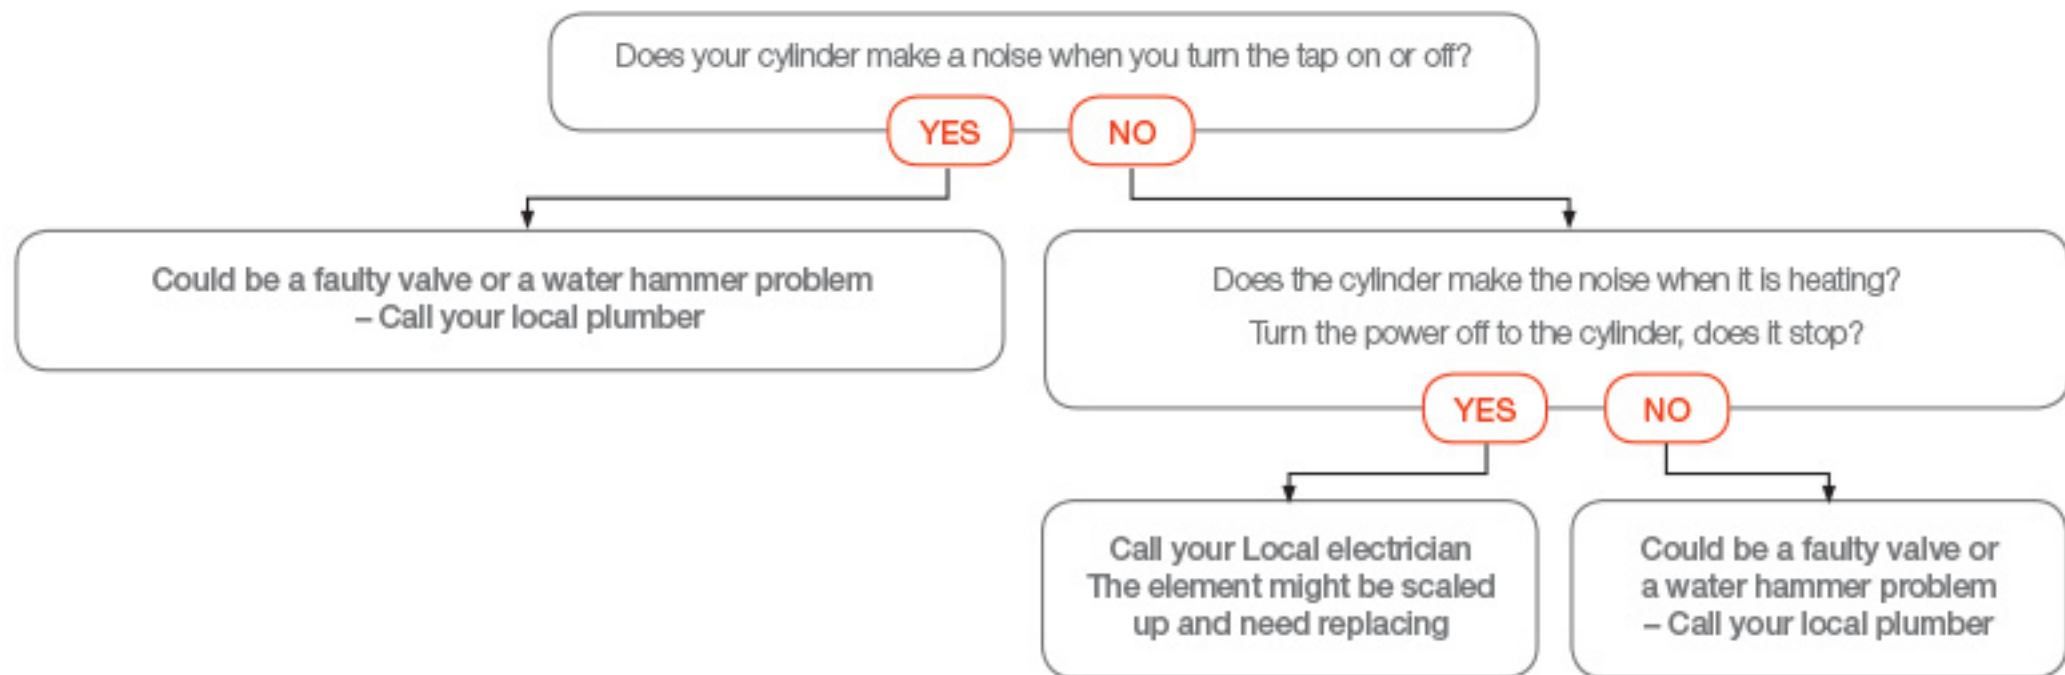 Does your cylinder make a noise when you turn the tap on or off?
YES
NO
Could be a faulty valve or a water hammer problem
– Call your local plumber
Does the cylinder make the noise when it is heating?
Turn the power off to the cylinder, does it stop?
YES
NO
Call your Local electrician
The element might be scaled
up and need replacing
Could be a faulty valve or
a water hammer problem
– Call your local plumber